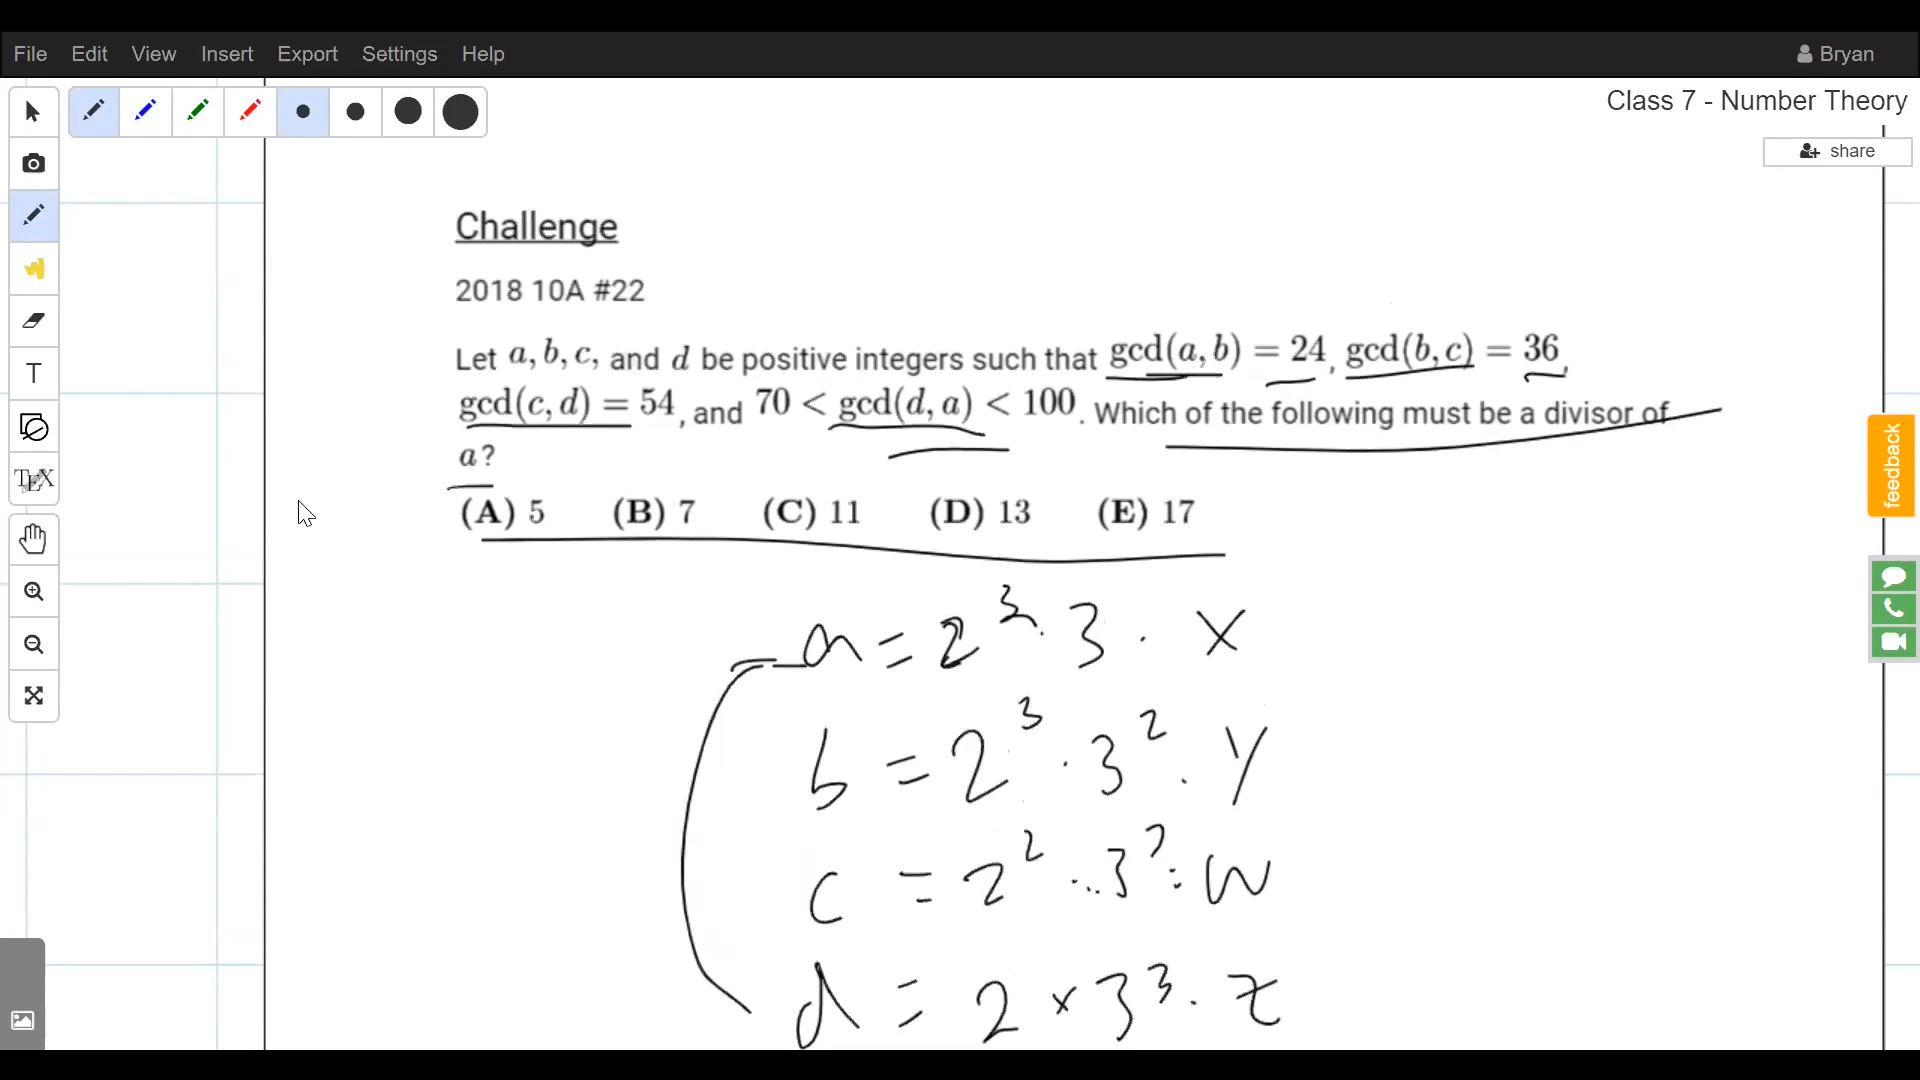 File Edit View Insert Export Settings Help Bryan
Class 7 - Number Theory
share
Challenge
2018 10A #22
Let a, b, c, and d be positive integers such that gcd(a, b) = 24, gcd(b, c) = 36,
gcd(c, d) = 54, and 70 < gcd(d, a) < 100. Which of the following must be a divisor of
a?
(A) 5 (B) 7 (C) 11 (D) 13 (E) 17
a = 2^3 · 3 · x
b = 2^3 · 3^2 · y
c = 2^2 · 3^? · w
d = 2 × 3^3 · z
T
TEX
feedback